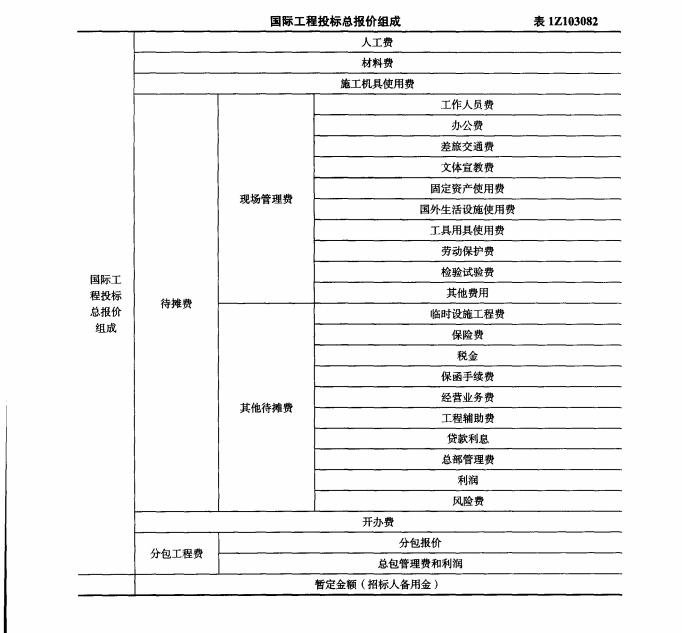 国际工程投标总报价组成 表 1Z103082
人工费
材料费
施工机具使用费
工作人员费
办公费
差旅交通费
文体宣教费
现场管理费
固定资产使用费
国外生活设施使用费
工具用具使用费
劳动保护费
检验试验费
其他费用
国际工
程投标
总报价
组成
待摊费
临时设施工程费
保险费
税金
保函手续费
其他待摊费
经营业务费
工程辅助费
贷款利息
总部管理费
利润
风险费
开办费
分包工程费
分包报价
总包管理费和利润
暂定金额（招标人备用金）